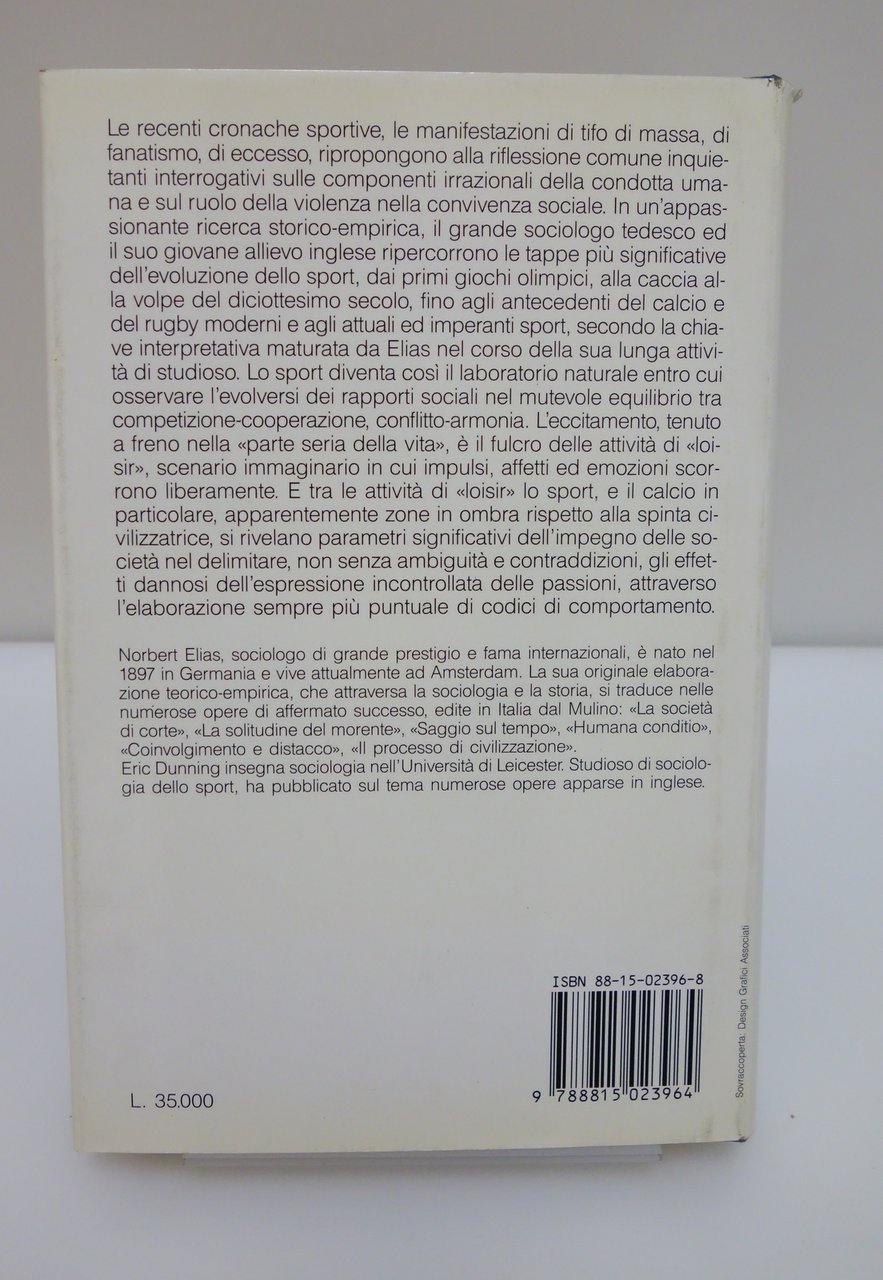 Le recenti cronache sportive, le manifestazioni di tifo di massa, di
fanatismo, di eccesso, ripropongono alla riflessione comune inquie-
tanti interrogativi sulle componenti irrazionali della condotta uma-
na e sul ruolo della violenza nella convivenza sociale. In un'appas-
sionante ricerca storico-empirica, il grande sociologo tedesco ed
il suo giovane allievo inglese ripercorrono le tappe più significative
dell'evoluzione dello sport, dai primi giochi olimpici, alla caccia al-
la volpe del diciottesimo secolo, fino agli antecedenti del calcio e
del rugby moderni e agli attuali ed imperanti sport, secondo la chia-
ve interpretativa maturata da Elias nel corso della sua lunga attivi-
tà di studioso. Lo sport diventa così il laboratorio naturale entro cui
osservare l'evolversi dei rapporti sociali nel mutevole equilibrio tra
competizione-cooperazione, conflitto-armonia. L'eccitamento, tenuto
a freno nella «parte seria della vita», è il fulcro delle attività di «loi-
sir», scenario immaginario in cui impulsi, affetti ed emozioni scor-
rono liberamente. E tra le attività di «loisir» lo sport, e il calcio in
particolare, apparentemente zone in ombra rispetto alla spinta ci-
vilizzatrice, si rivelano parametri significativi dell'impegno delle so-
cietà nel delimitare, non senza ambiguità e contraddizioni, gli effet-
ti dannosi dell'espressione incontrollata delle passioni, attraverso
l'elaborazione sempre più puntuale di codici di comportamento.
Norbert Elias, sociologo di grande prestigio e fama internazionali, è nato nel
1897 in Germania e vive attualmente ad Amsterdam. La sua originale elabora-
zione teorico-empirica, che attraversa la sociologia e la storia, si traduce nelle
numerose opere di affermato successo, edite in Italia dal Mulino: «La società
di corte», «La solitudine del morente», «Saggio sul tempo», «Humana conditio»,
«Coinvolgimento e distacco», «Il processo di civilizzazione».
Eric Dunning insegna sociologia nell'Università di Leicester. Studioso di sociolo-
gia dello sport, ha pubblicato sul tema numerose opere apparse in inglese.
Sovraccoperta: Design Grafici Associati
ISBN 88-15-02396-8
9 788815 023964
L. 35.000